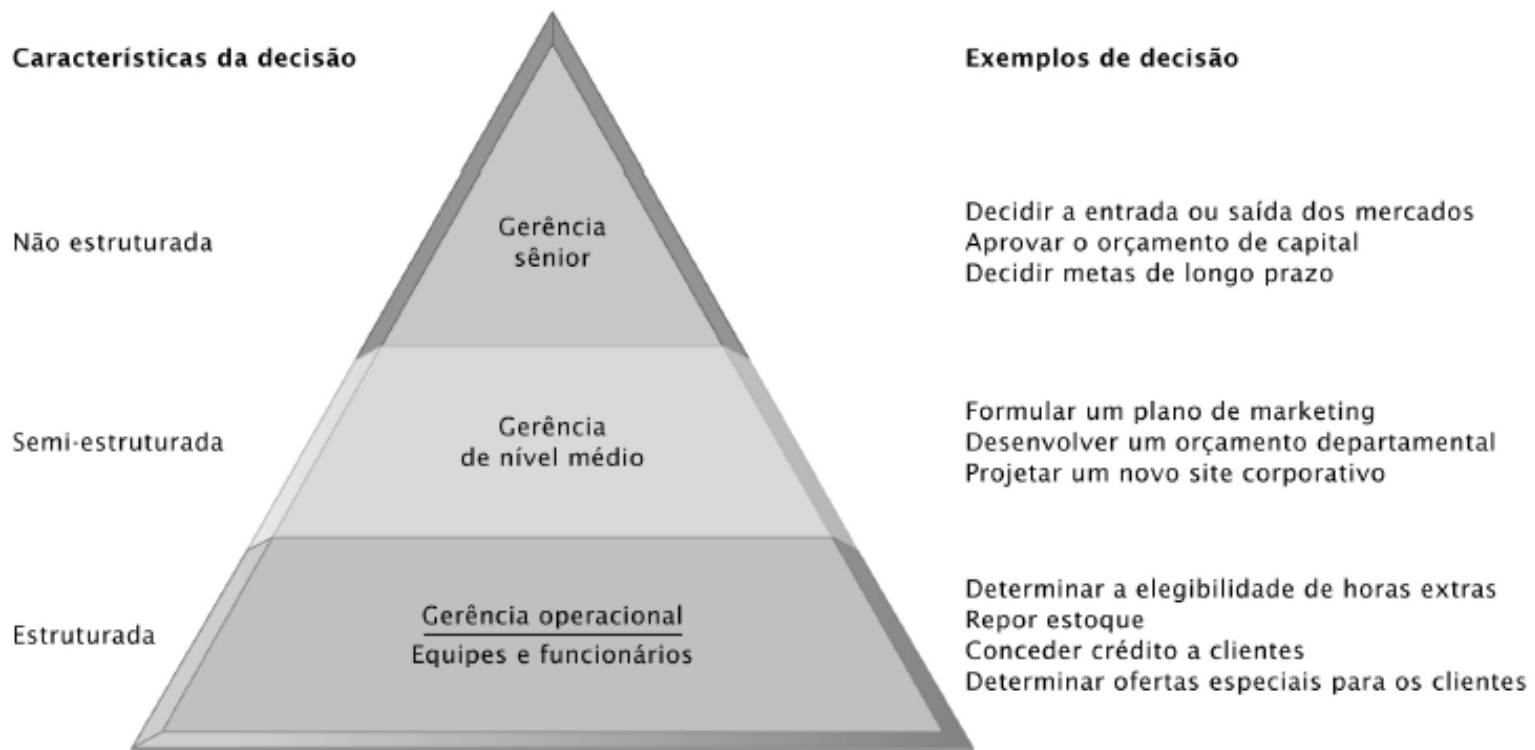 Características da decisão
Exemplos de decisão
Não estruturada
Gerência
sênior
Decidir a entrada ou saída dos mercados
Aprovar o orçamento de capital
Decidir metas de longo prazo
Semi-estruturada
Gerência
de nível médio
Formular um plano de marketing
Desenvolver um orçamento departamental
Projetar um novo site corporativo
Estruturada
Gerência operacional
Equipes e funcionários
Determinar a elegibilidade de horas extras
Repor estoque
Conceder crédito a clientes
Determinar ofertas especiais para os clientes